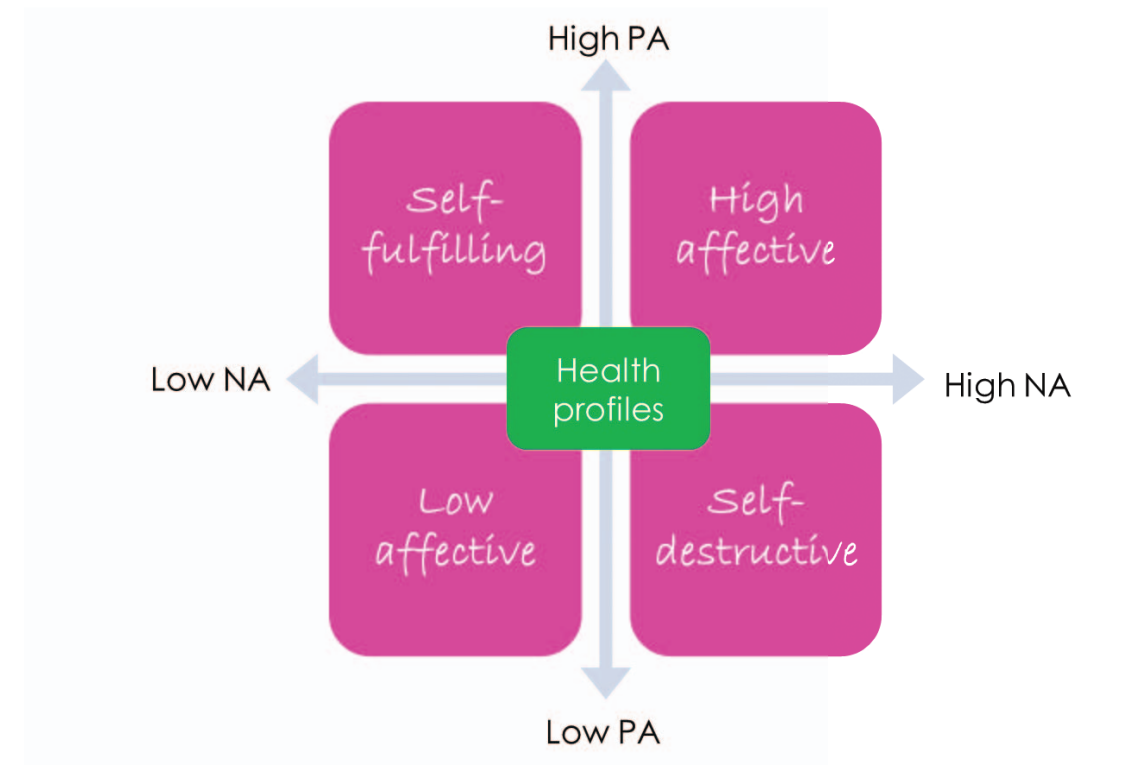 High PA
Self-
fulfilling
High
affective
Low NA
Health
profiles
High NA
Low
affective
Self-
destructive
Low PA